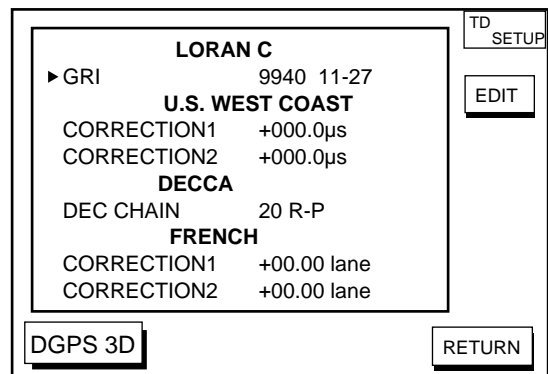 TD
SETUP
LORAN C
▶GRI 9940 11-27
EDIT
U.S. WEST COAST
CORRECTION1 +000.0µs
CORRECTION2 +000.0µs
DECCA
DEC CHAIN 20 R-P
FRENCH
CORRECTION1 +00.00 lane
CORRECTION2 +00.00 lane
DGPS 3D
RETURN